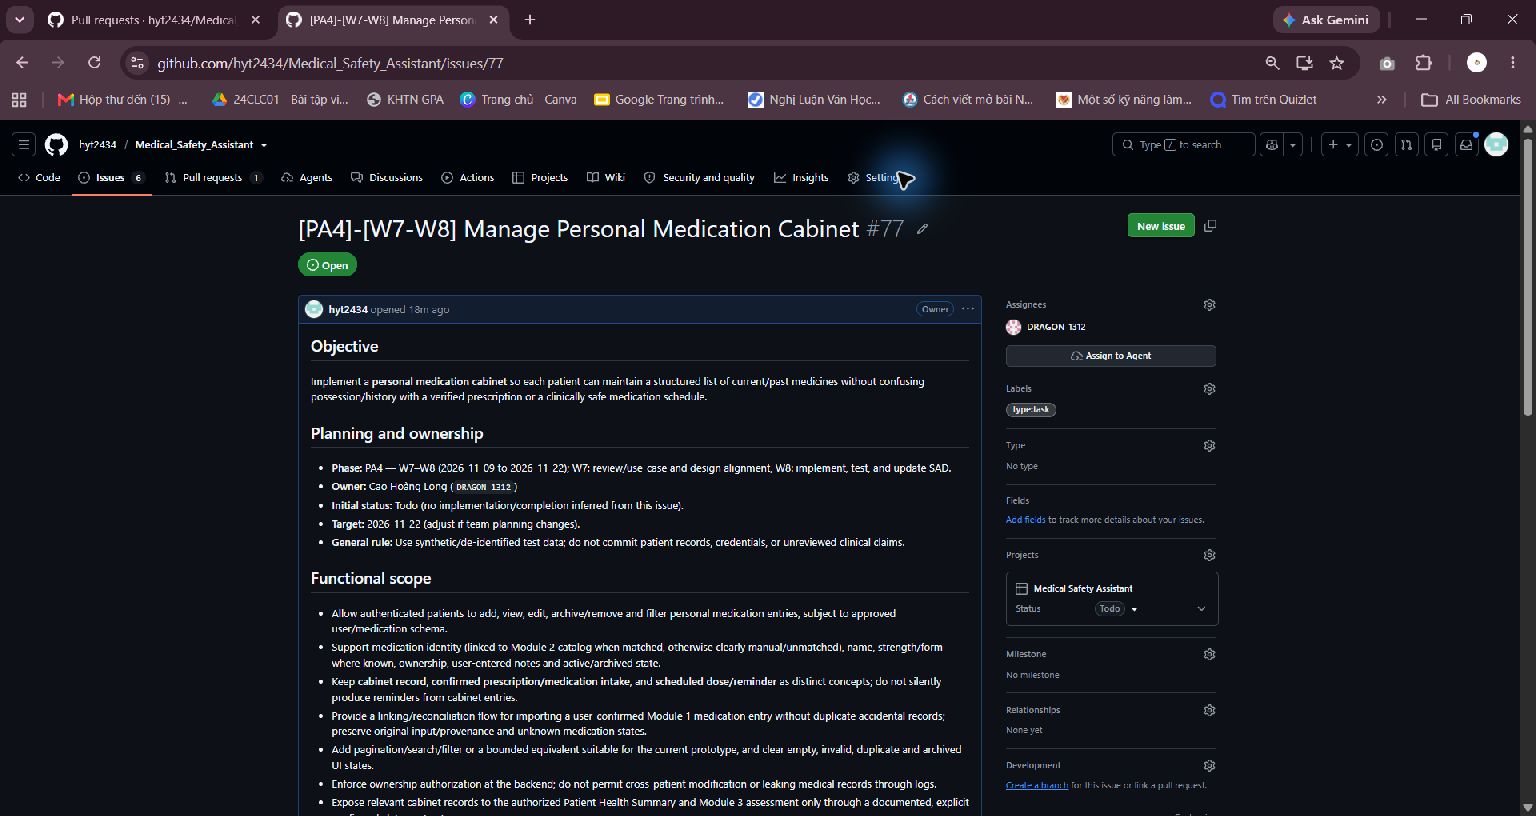 Pull requests · hyt2434/Medical
[PA4]-[W7-W8] Manage Person
Ask Gemini
github.com/hyt2434/Medical_Safety_Assistant/issues/77
Hộp thư đến (15) ...
24CLC01 Bài tập vi...
KHTN GPA
Trang chủ Canva
Google Trang trình...
Nghị Luận Văn Học...
Cách viết mở bài N...
Một số kỹ năng làm...
Tìm trên Quizlet
All Bookmarks
hyt2434 / Medical_Safety_Assistant
Type / to search
Code
Issues 6
Pull requests 1
Agents
Discussions
Actions
Projects
Wiki
Security and quality
Insights
Setting
[PA4]-[W7-W8] Manage Personal Medication Cabinet #77
New issue
Open
hyt2434 opened 18m ago
Owner
Objective
Implement a personal medication cabinet so each patient can maintain a structured list of current/past medicines without confusing
possession/history with a verified prescription or a clinically safe medication schedule.
Planning and ownership
• Phase: PA4 — W7–W8 (2026-11-09 to 2026-11-22); W7: review/use-case and design alignment, W8: implement, test, and update SAD.
• Owner: Cao Hoàng Long ( DRAGON-1312 )
• Initial status: Todo (no implementation/completion inferred from this issue).
• Target: 2026-11-22 (adjust if team planning changes).
• General rule: Use synthetic/de-identified test data; do not commit patient records, credentials, or unreviewed clinical claims.
Functional scope
• Allow authenticated patients to add, view, edit, archive/remove and filter personal medication entries, subject to approved
user/medication schema.
• Support medication identity (linked to Module 2 catalog when matched, otherwise clearly manual/unmatched), name, strength/form
where known, ownership, user-entered notes and active/archived state.
• Keep cabinet record, confirmed prescription/medication intake, and scheduled dose/reminder as distinct concepts; do not silently
produce reminders from cabinet entries.
• Provide a linking/reconciliation flow for importing a user-confirmed Module 1 medication entry without duplicate accidental records;
preserve original input/provenance and unknown medication states.
• Add pagination/search/filter or a bounded equivalent suitable for the current prototype, and clear empty, invalid, duplicate and archived
UI states.
• Enforce ownership authorization at the backend; do not permit cross-patient modification or leaking medical records through logs.
• Expose relevant cabinet records to the authorized Patient Health Summary and Module 3 assessment only through a documented, explicit
Assignees
DRAGON-1312
Assign to Agent
Labels
type:task
Type
No type
Fields
Add fields to track more details about your issues.
Projects
Medical Safety Assistant
Status Todo
Milestone
No milestone
Relationships
None yet
Development
Create a branch for this issue or link a pull request.